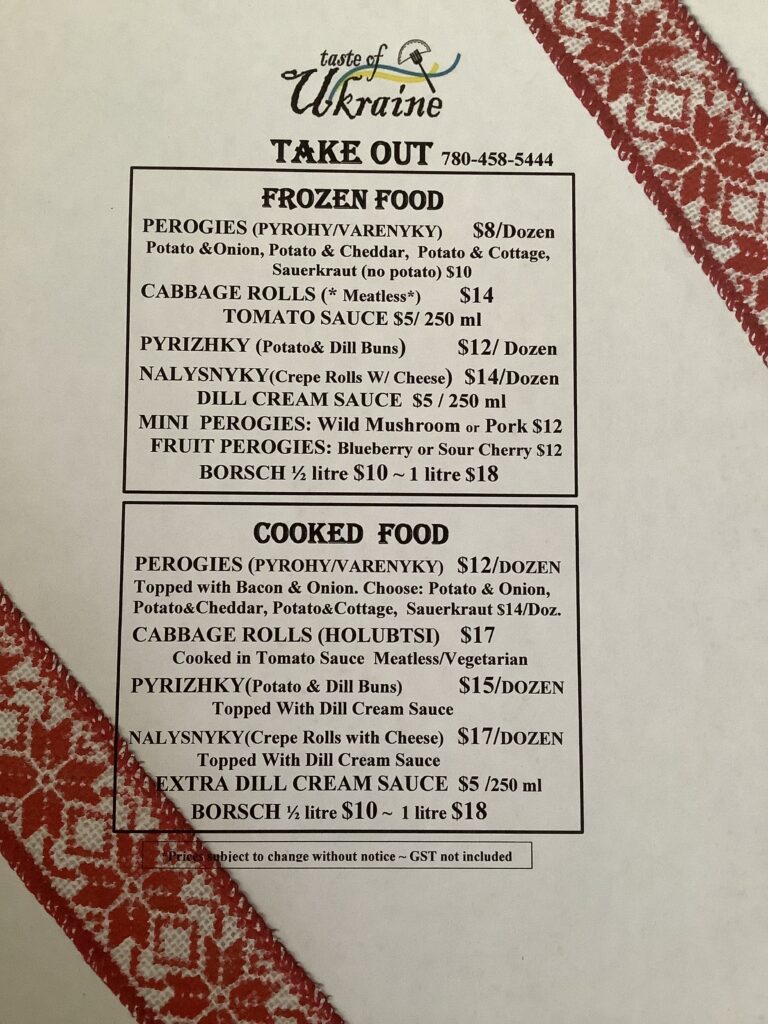 taste of
Ukraine
TAKE OUT 780-458-5444
FROZEN FOOD
PEROGIES (PYROHY/VARENYKY) $8/Dozen
Potato &Onion, Potato & Cheddar, Potato & Cottage,
Sauerkraut (no potato) $10
CABBAGE ROLLS (* Meatless*) $14
TOMATO SAUCE $5/ 250 ml
PYRIZHKY (Potato& Dill Buns) $12/ Dozen
NALYSNYKY(Crepe Rolls W/ Cheese) $14/Dozen
DILL CREAM SAUCE $5 / 250 ml
MINI PEROGIES: Wild Mushroom or Pork $12
FRUIT PEROGIES: Blueberry or Sour Cherry $12
BORSCH ½ litre $10 ~ 1 litre $18
COOKED FOOD
PEROGIES (PYROHY/VARENYKY) $12/DOZEN
Topped with Bacon & Onion. Choose: Potato & Onion,
Potato&Cheddar, Potato&Cottage, Sauerkraut $14/Doz.
CABBAGE ROLLS (HOLUBTSI) $17
Cooked in Tomato Sauce Meatless/Vegetarian
PYRIZHKY(Potato & Dill Buns) $15/DOZEN
Topped With Dill Cream Sauce
NALYSNYKY(Crepe Rolls with Cheese) $17/DOZEN
Topped With Dill Cream Sauce
EXTRA DILL CREAM SAUCE $5 /250 ml
BORSCH ½ litre $10 ~ 1 litre $18
*Prices subject to change without notice ~ GST not included